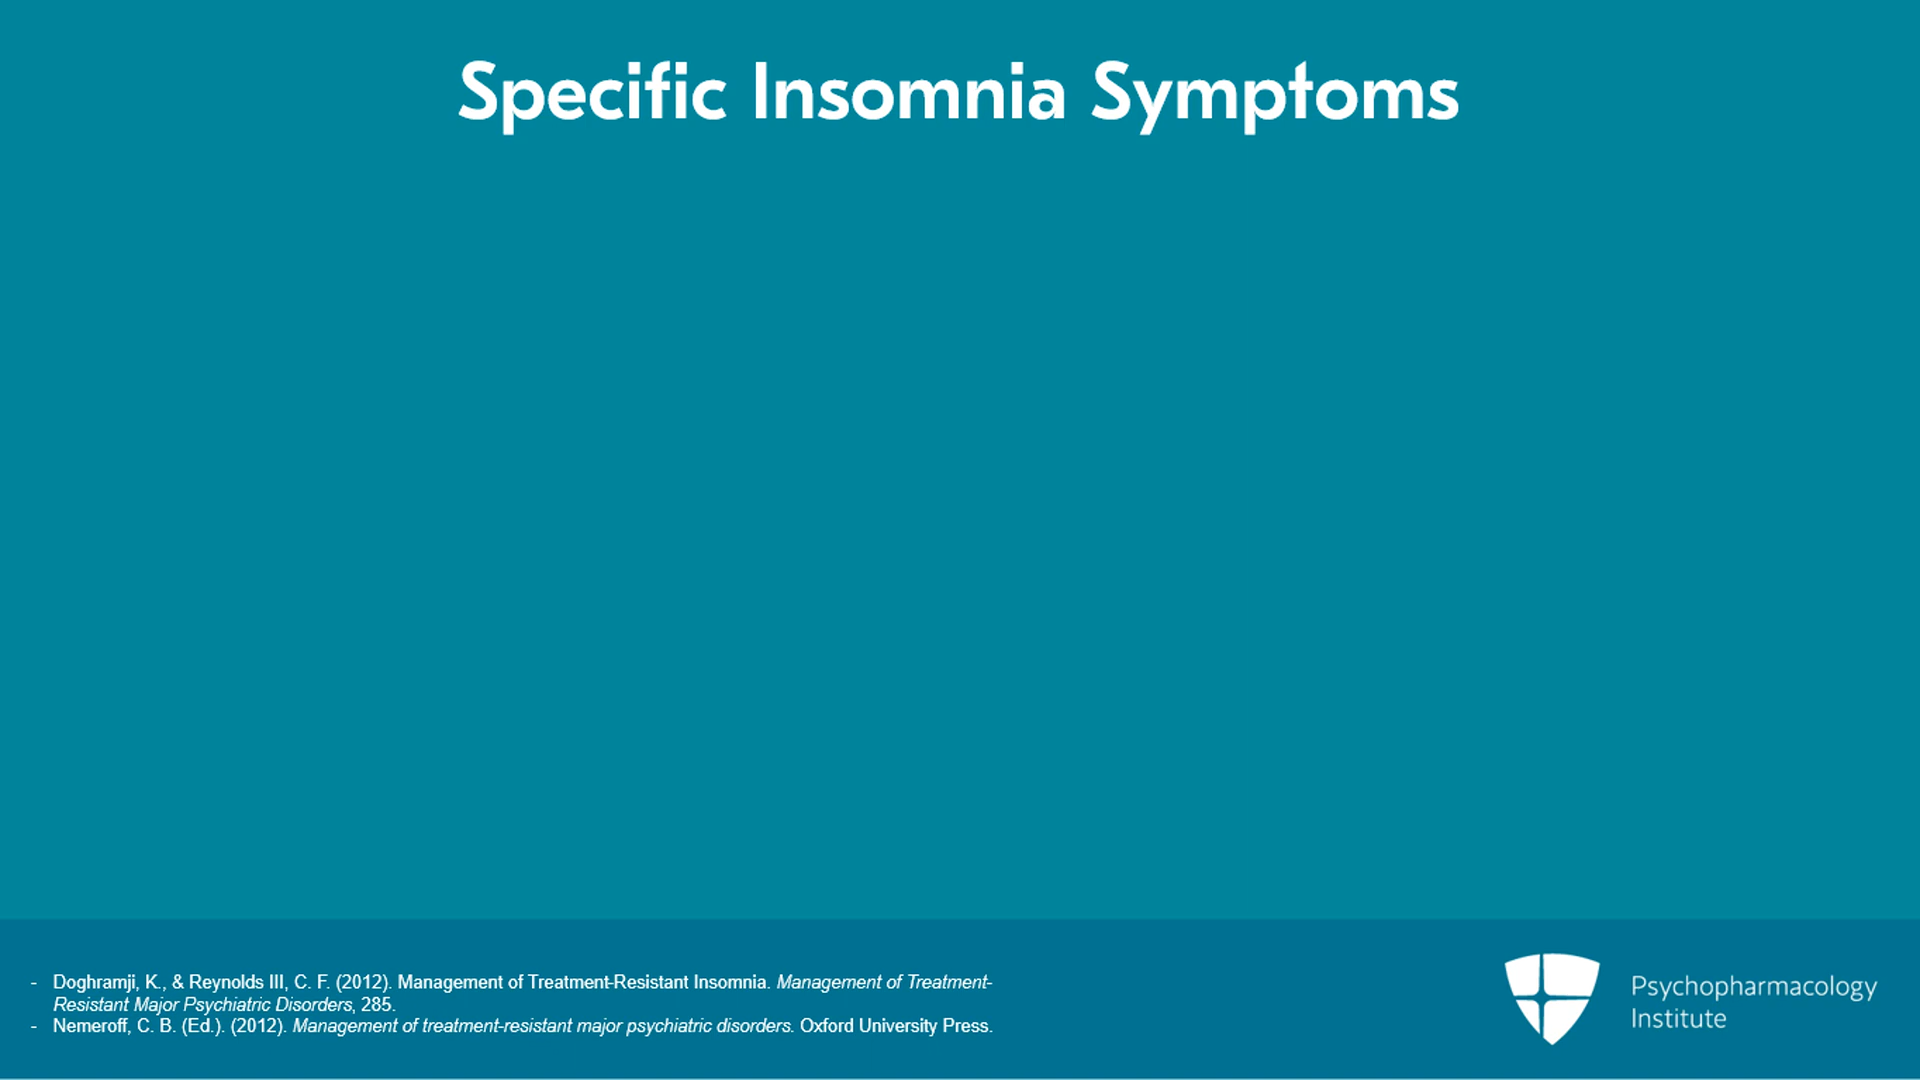 Specific Insomnia Symptoms
- Doghramji, K., & Reynolds III, C. F. (2012). Management of Treatment-Resistant Insomnia. Management of Treatment-
Resistant Major Psychiatric Disorders, 285.
- Nemeroff, C. B. (Ed.). (2012). Management of treatment-resistant major psychiatric disorders. Oxford University Press.
Psychopharmacology
Institute